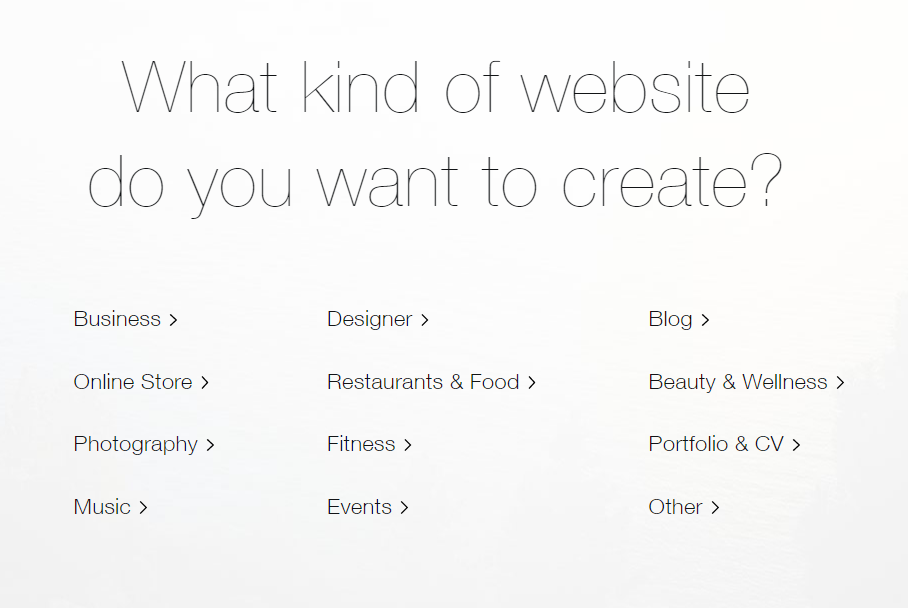 What kind of website
do you want to create?
Business >
Designer >
Blog >
Online Store >
Restaurants & Food >
Beauty & Wellness >
Photography >
Fitness >
Portfolio & CV >
Music >
Events >
Other >